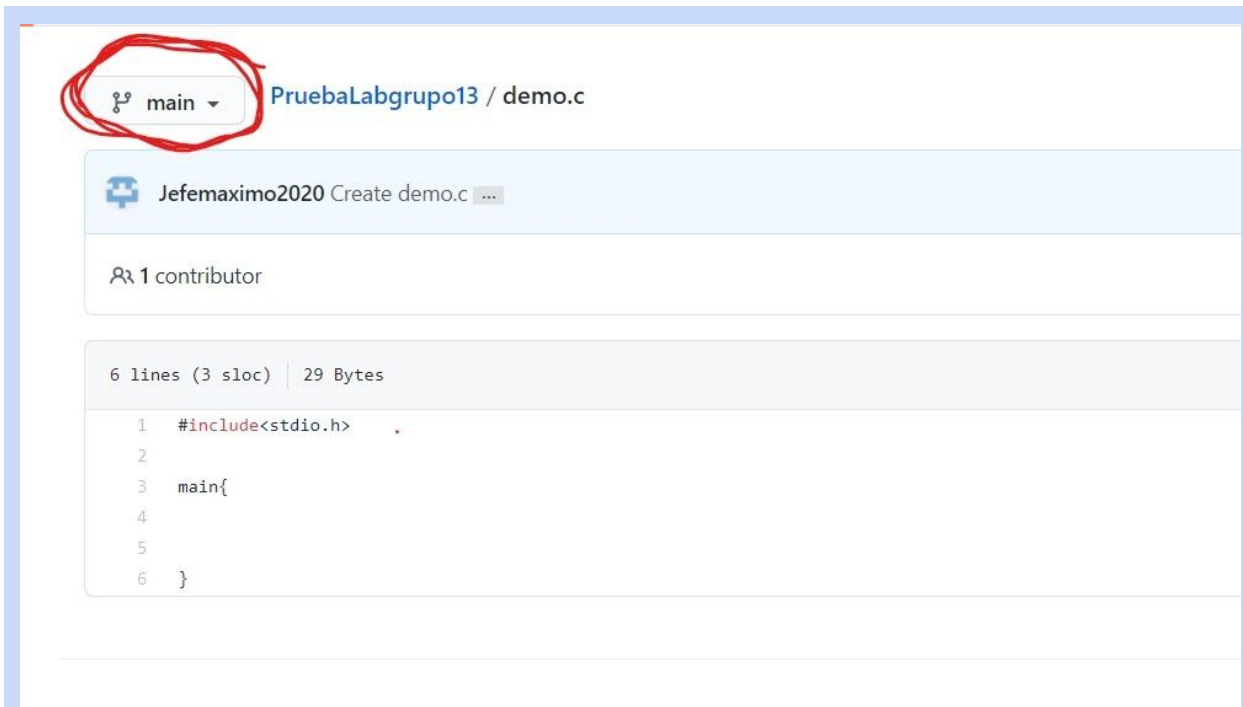 main
PruebaLabgrupo13 / demo.c
Jefemaximo2020 Create demo.c ...
1 contributor
6 lines (3 sloc) 29 Bytes
1 #include<stdio.h>
2
3 main{
4
5
6 }